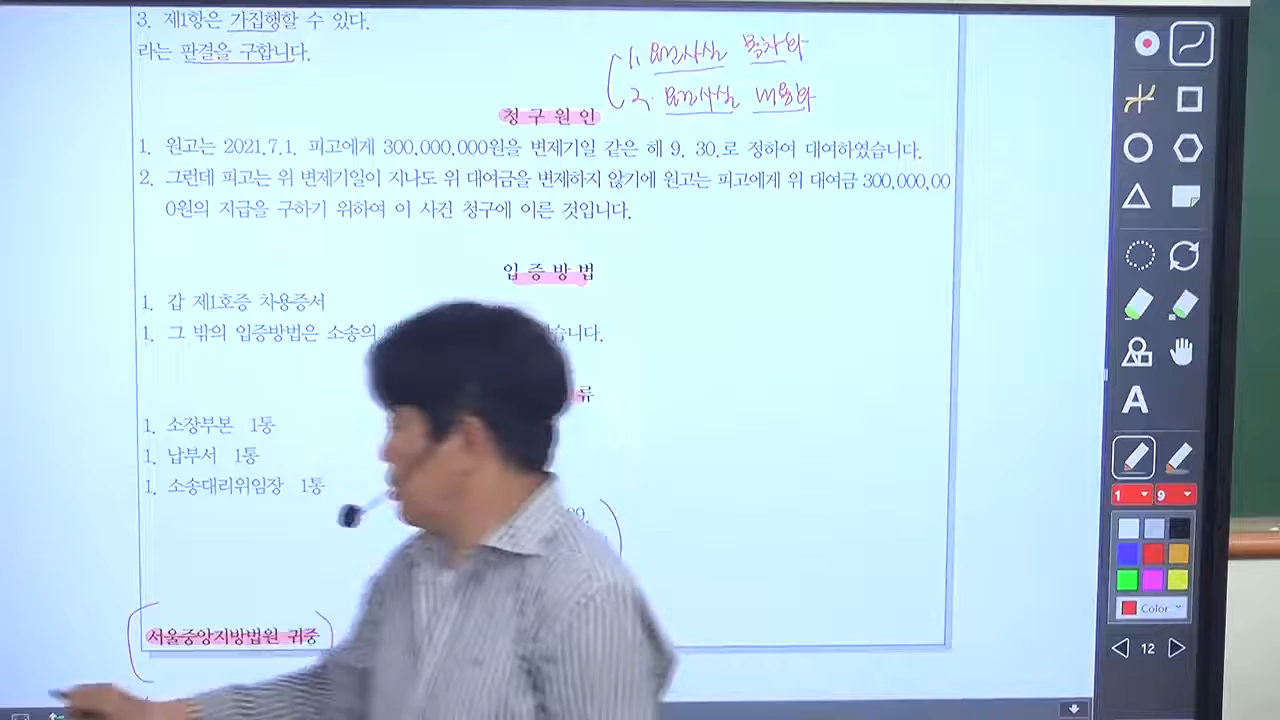 3. 제1항은 가집행할 수 있다.
라는 판결을 구합니다.
1. 요건사실 목차화
2. 요건사실 내용화
청 구 원 인
1. 원고는 2021.7.1. 피고에게 300,000,000원을 변제기일 같은 해 9. 30.로 정하여 대여하였습니다.
2. 그런데 피고는 위 변제기일이 지나도 위 대여금을 변제하지 않기에 원고는 피고에게 위 대여금 300,000,00
0원의 지급을 구하기 위하여 이 사건 청구에 이른 것입니다.
입 증 방 법
1. 갑 제1호증 차용증서
1. 그 밖의 입증방법은 소송의 습니다.
류
1. 소장부본 1통
1. 납부서 1통
1. 소송대리위임장 1통
29.
서울중앙지방법원 귀중
A
1 9
Color
12